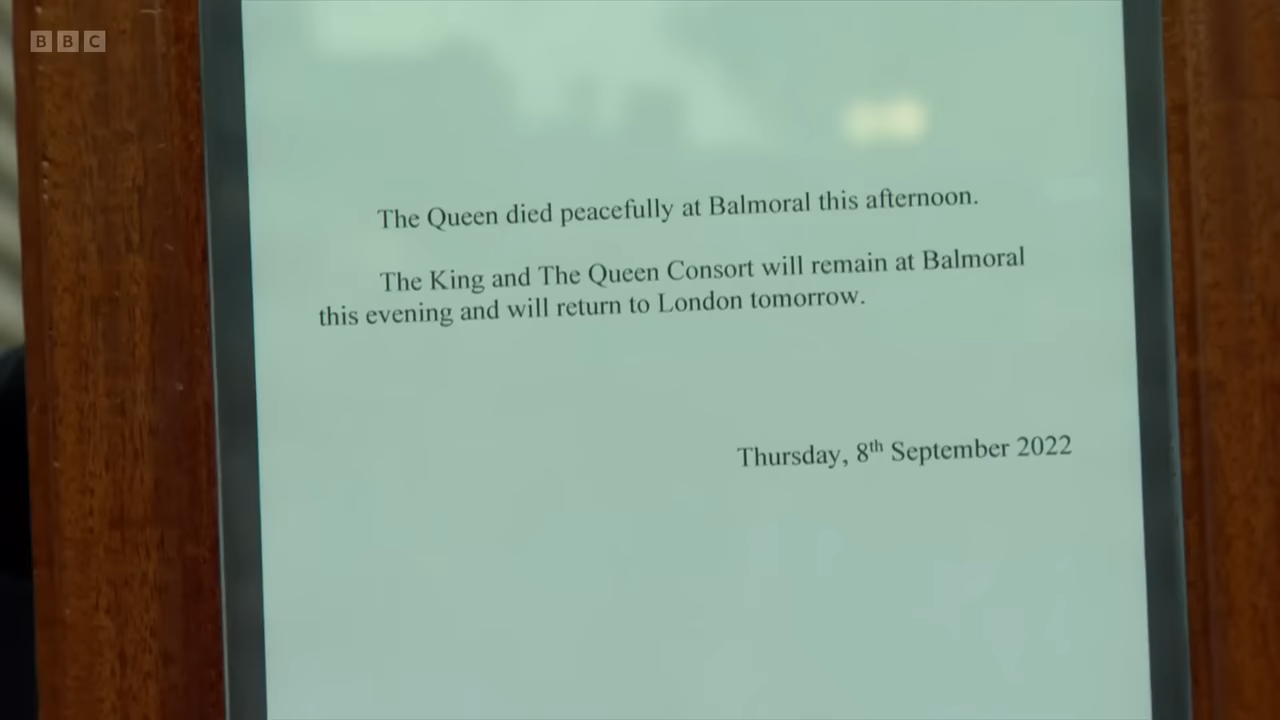 BBC
The Queen died peacefully at Balmoral this afternoon.
The King and The Queen Consort will remain at Balmoral
this evening and will return to London tomorrow.
Thursday, 8th September 2022